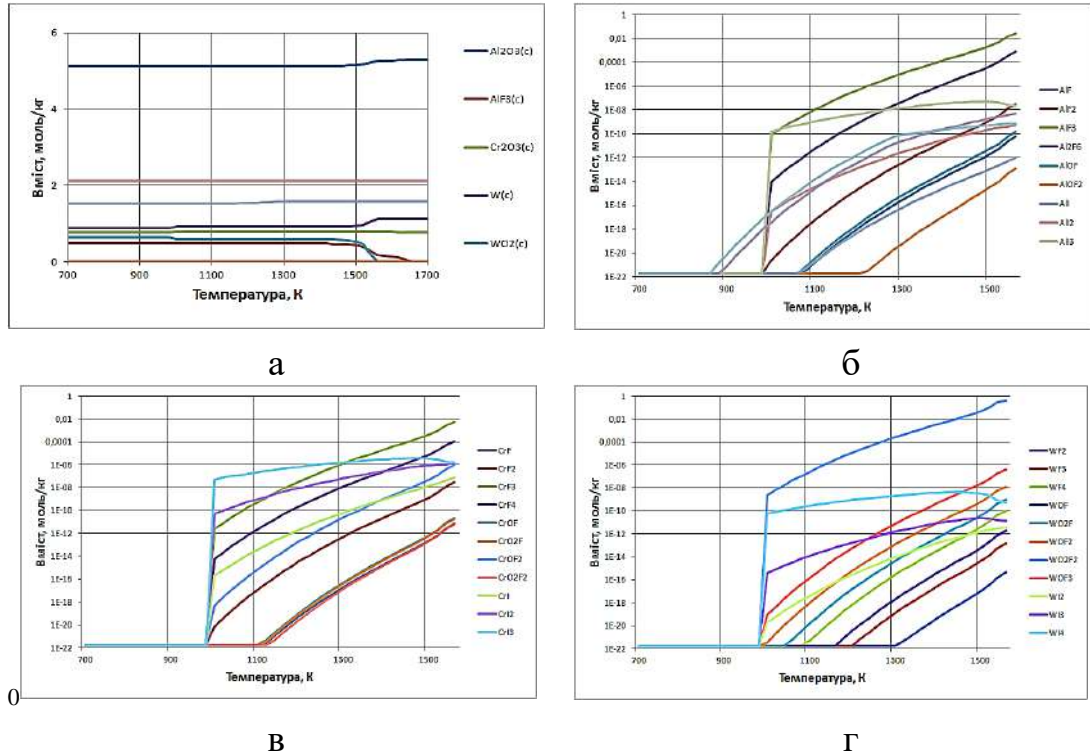 Вміст, моль/кг
6
4
2
0
700
900
1100
1300
1500
1700
Температура, К
Al2O3(c)
AlF3(c)
Cr2O3(c)
W(c)
WO2(c)
а
Вміст, моль/кг
1
0,01
0,0001
1E-06
1E-08
1E-10
1E-12
1E-14
1E-16
1E-18
1E-20
1E-22
700
900
1100
1300
1500
Температура, К
AlF
AlF2
AlF3
Al2F6
AlOF
AlOF2
AlI
AlI2
AlI3
б
Вміст, моль/кг
1
0,01
0,0001
1E-06
1E-08
1E-10
1E-12
1E-14
1E-16
1E-18
1E-20
1E-22
700
900
1100
1300
1500
Температура, К
CrF
CrF2
CrF3
CrF4
CrOF
CrO2F
CrOF2
CrO2F2
CrI
CrI2
CrI3
0
в
Вміст, моль/кг
1
0,01
0,0001
1E-06
1E-08
1E-10
1E-12
1E-14
1E-16
1E-18
1E-20
1E-22
700
900
1100
1300
1500
Температура, К
WF2
WF3
WF4
WOF
WO2F
WOF2
WO2F2
WOF3
WI2
WI3
WI4
г